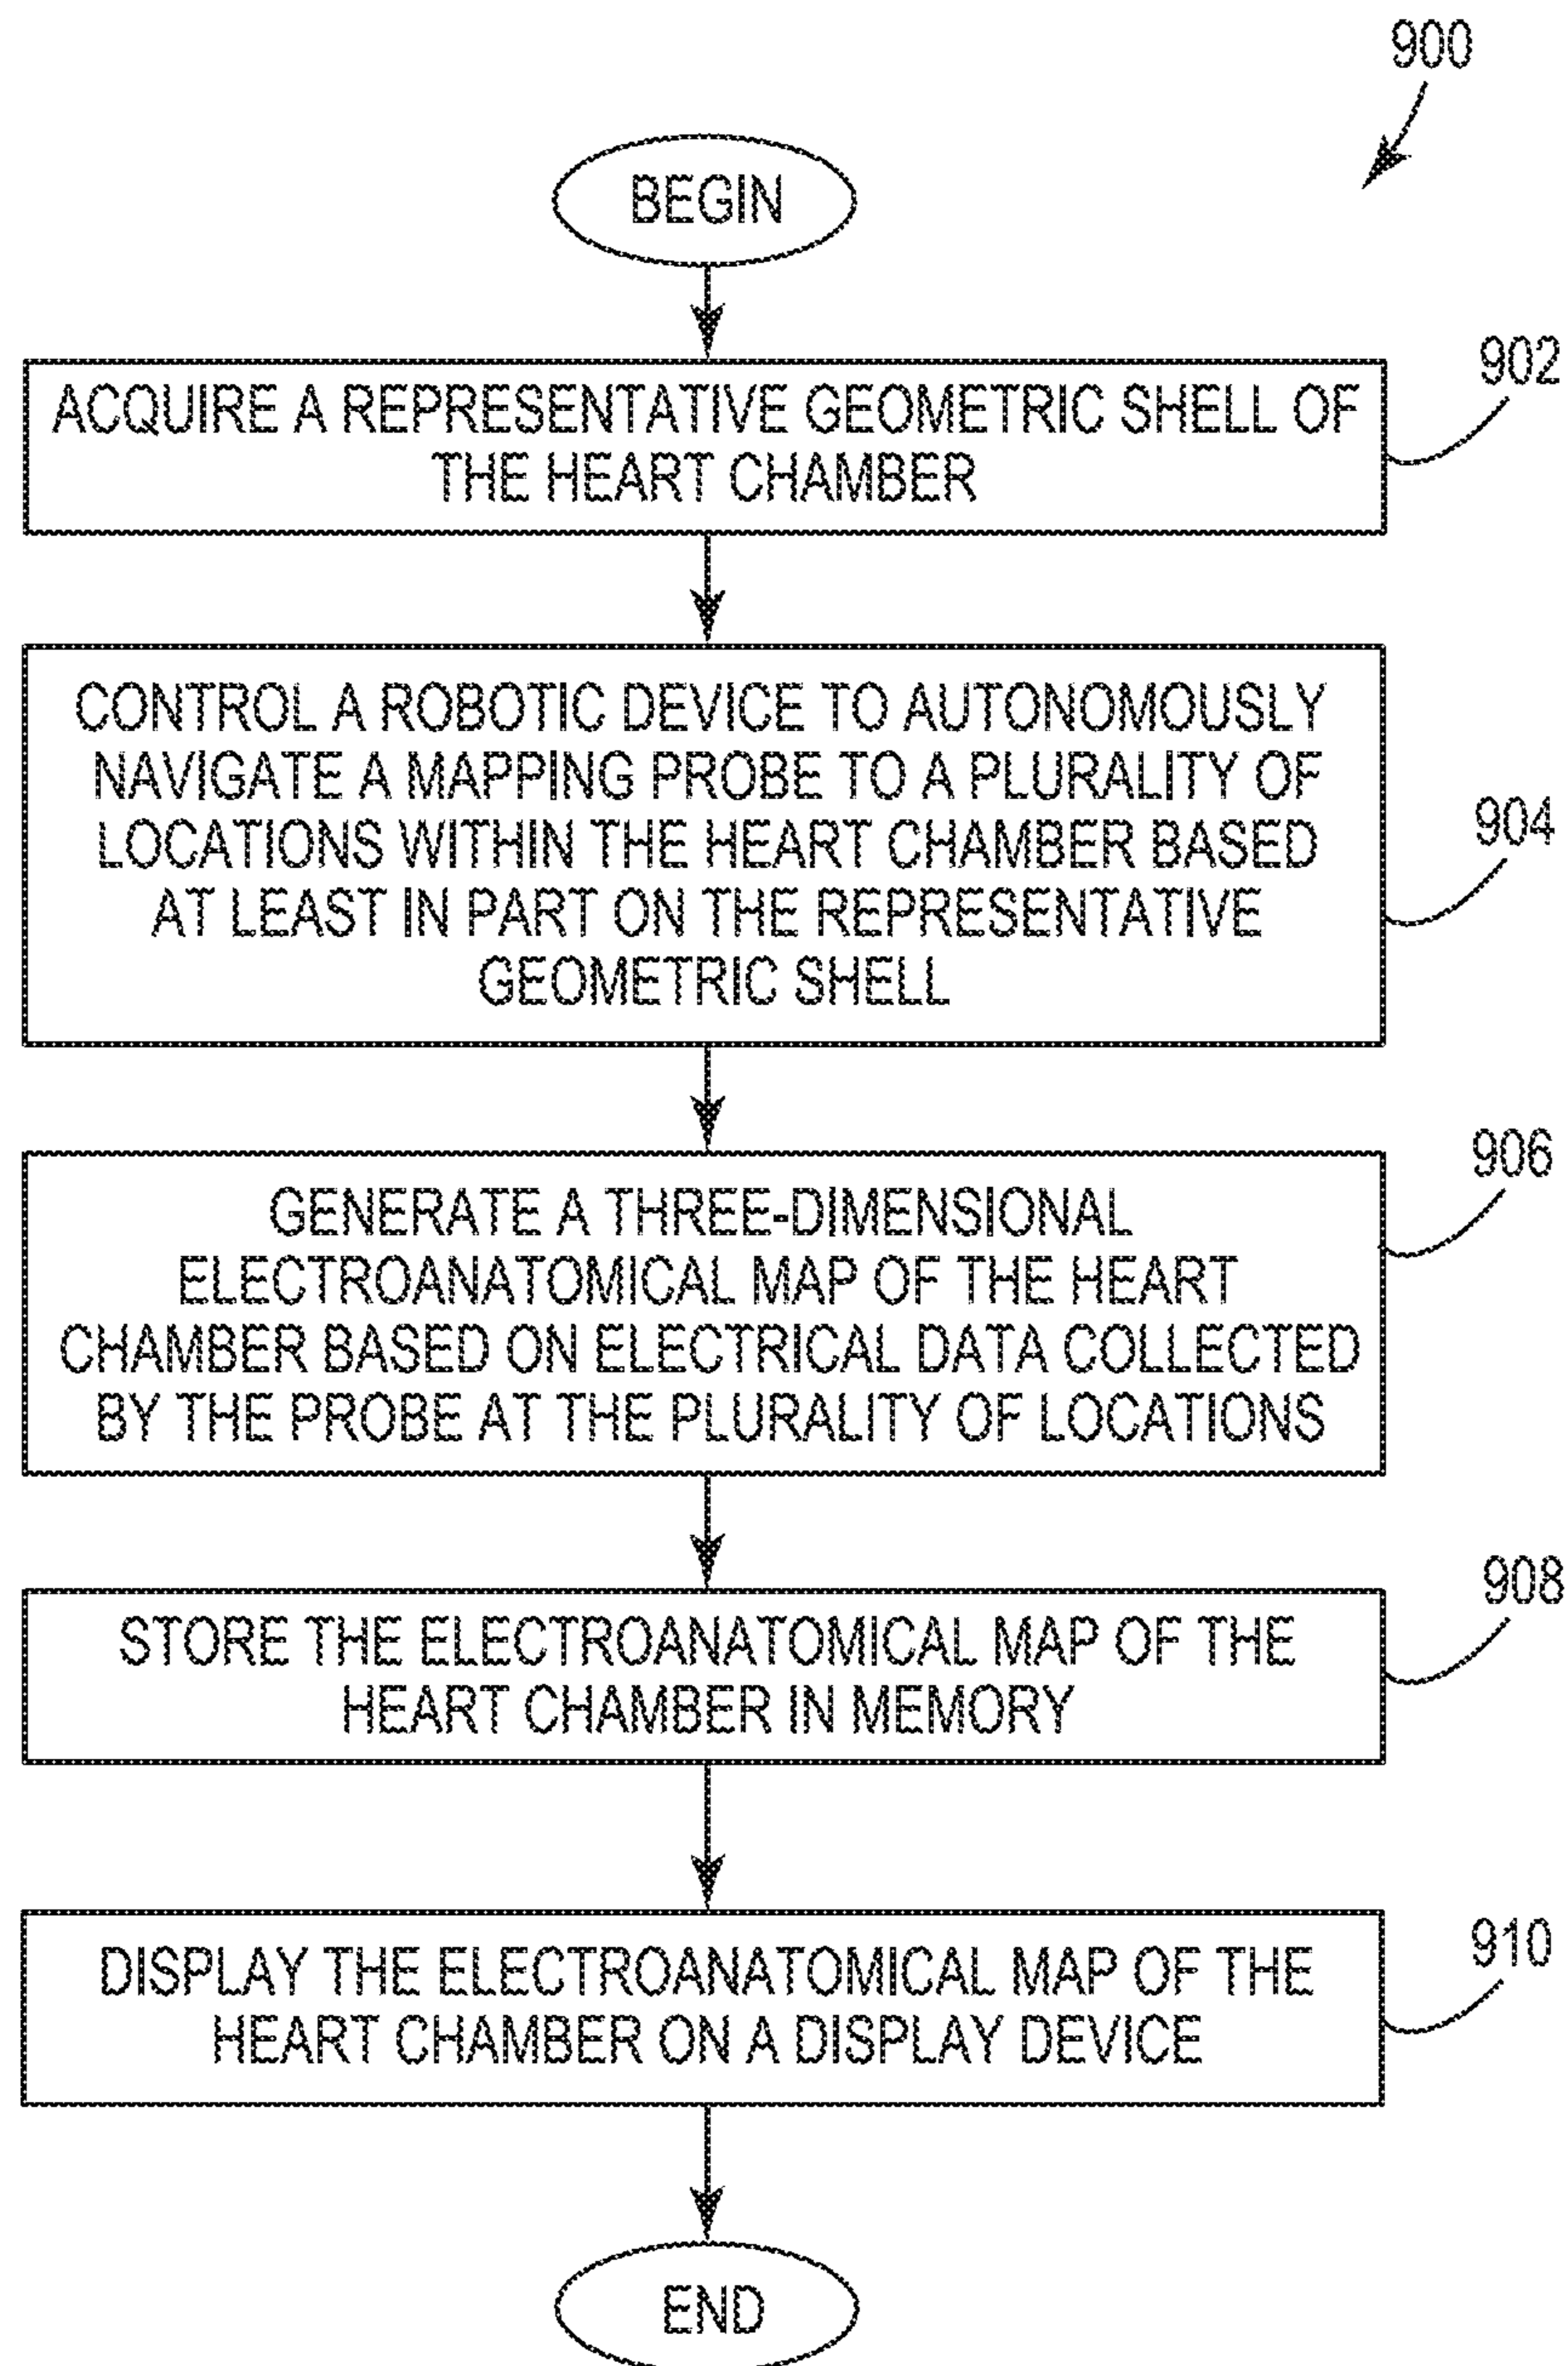 900
BEGIN
902
ACQUIRE A REPRESENTATIVE GEOMETRIC SHELL OF
THE HEART CHAMBER
CONTROL A ROBOTIC DEVICE TO AUTONOMOUSLY
NAVIGATE A MAPPING PROBE TO A PLURALITY OF
LOCATIONS WITHIN THE HEART CHAMBER BASED
AT LEAST IN PART ON THE REPRESENTATIVE
GEOMETRIC SHELL
904
GENERATE A THREE-DIMENSIONAL
ELECTROANATOMICAL MAP OF THE HEART
CHAMBER BASED ON ELECTRICAL DATA COLLECTED
BY THE PROBE AT THE PLURALITY OF LOCATIONS
906
STORE THE ELECTROANATOMICAL MAP OF THE
HEART CHAMBER IN MEMORY
908
DISPLAY THE ELECTROANATOMICAL MAP OF THE
HEART CHAMBER ON A DISPLAY DEVICE
910
END